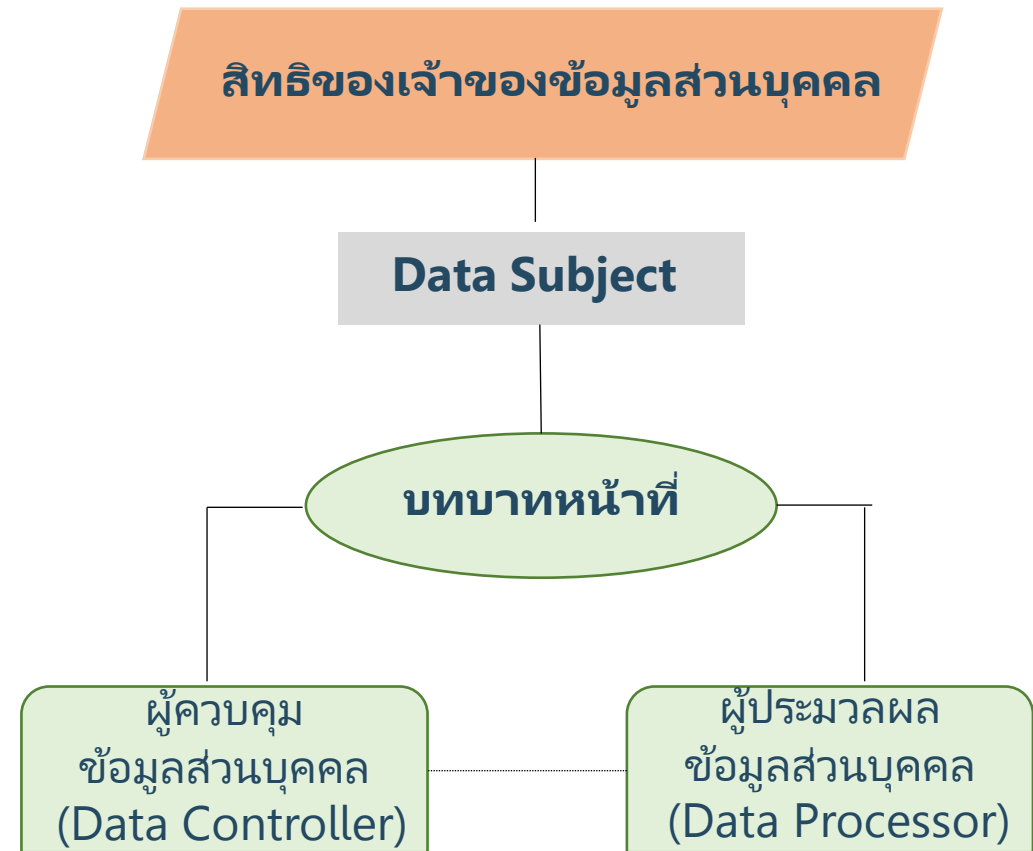 สิทธิของเจ้าของข้อมูลส่วนบุคคล
Data Subject
บทบาทหน้าที่
ผู้ควบคุม
ข้อมูลส่วนบุคคล
(Data Controller)
ผู้ประมวลผล
ข้อมูลส่วนบุคคล
(Data Processor)